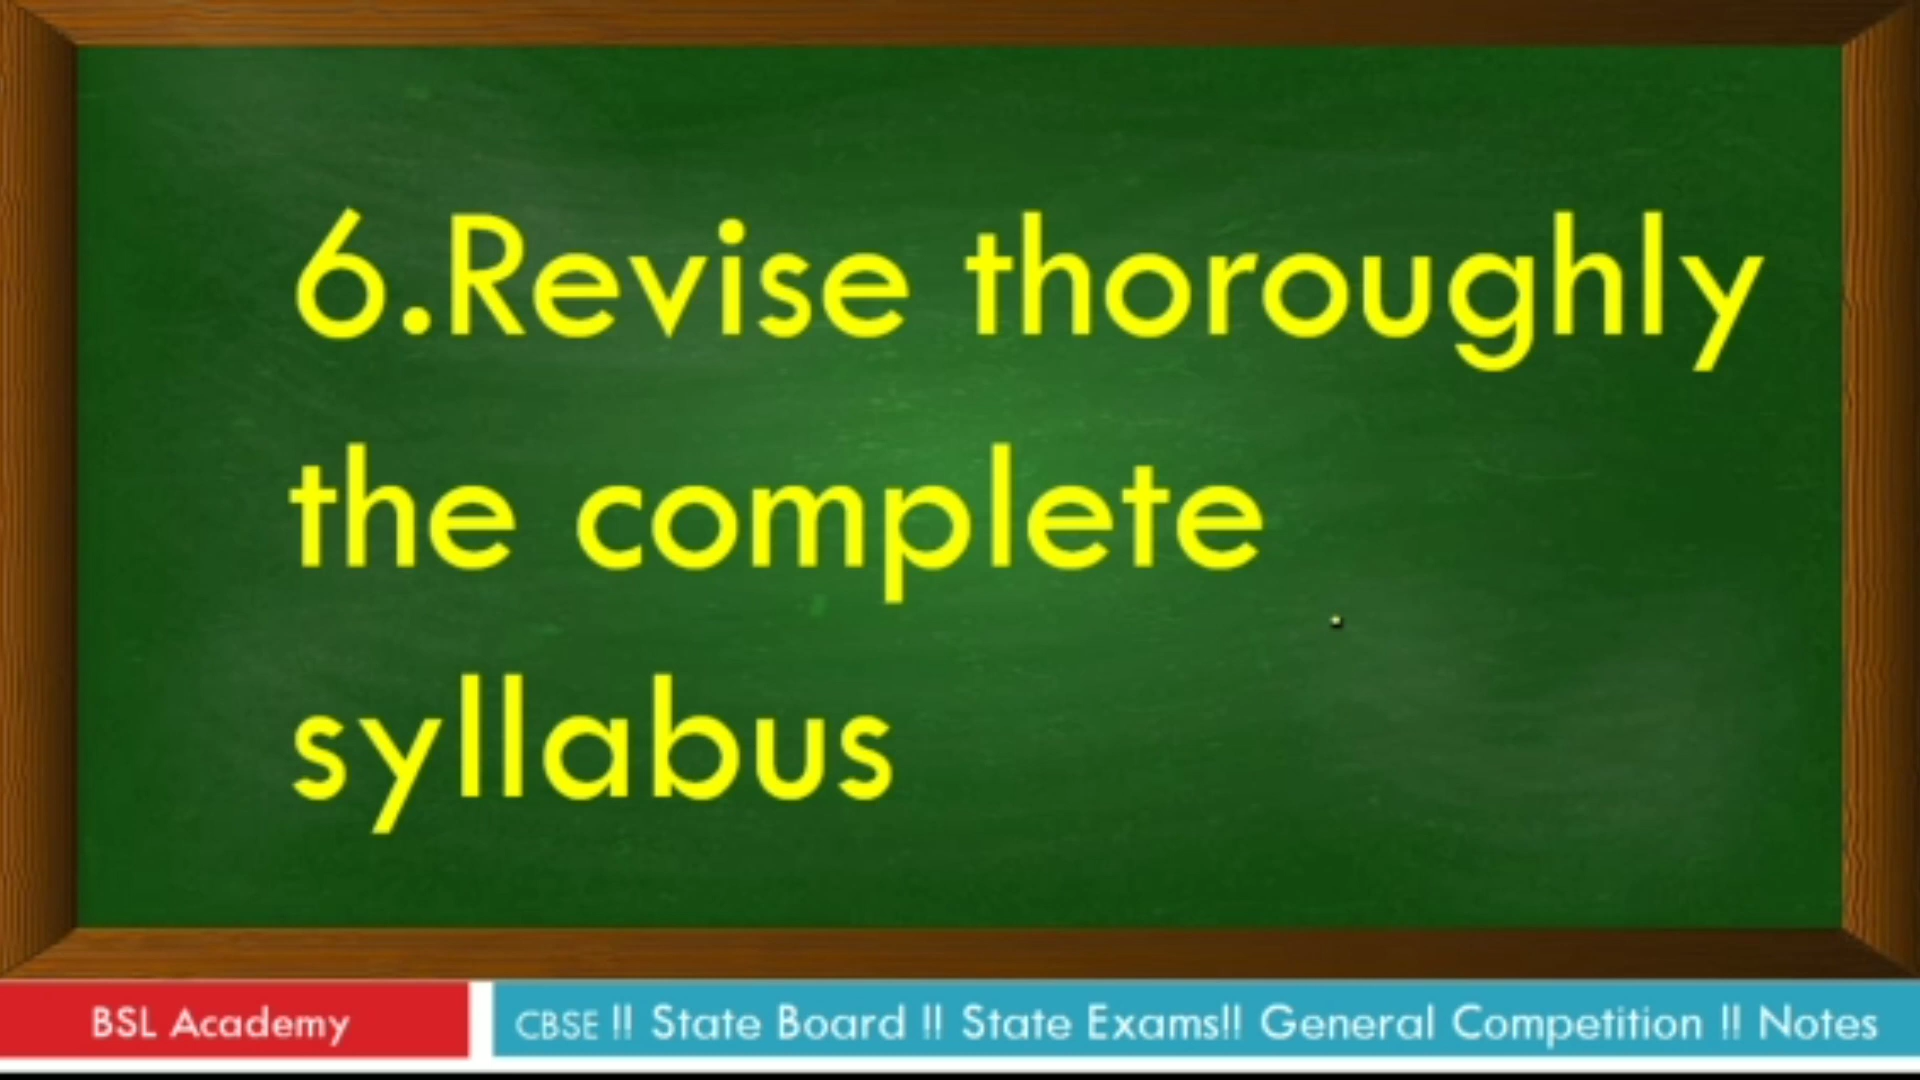 6.Revise thoroughly
the complete
syllabus
BSL Academy
CBSE !! State Board !! State Exams!! General Competition !! Notes